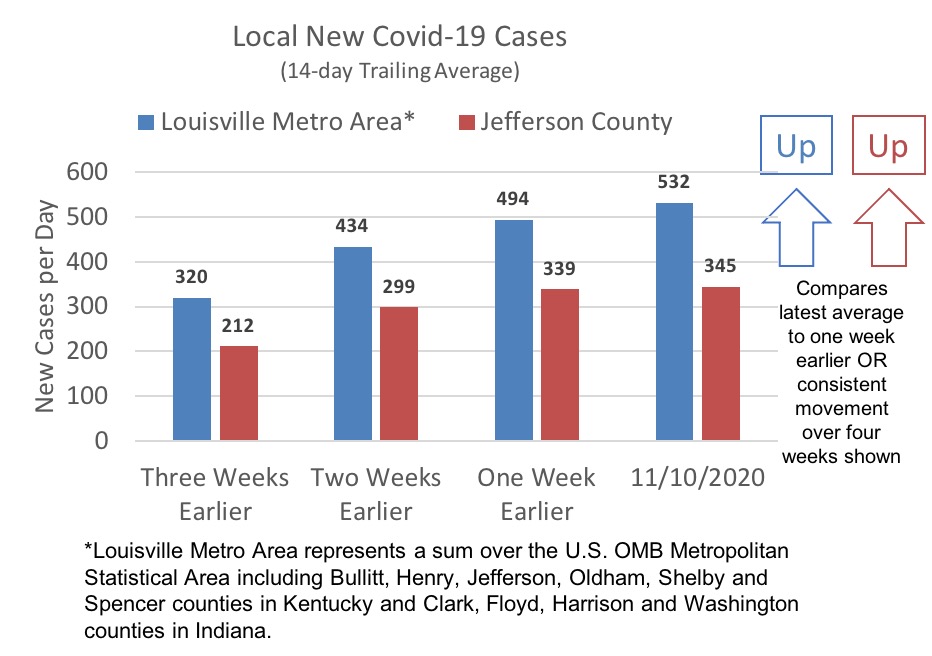 Local New Covid-19 Cases
(14-day Trailing Average)
Louisville Metro Area*
Jefferson County
Up
Up
New Cases per Day
600
500
400
300
200
100
0
320
212
434
299
494
339
532
345
Three Weeks
Earlier
Two Weeks
Earlier
One Week
Earlier
11/10/2020
Compares
latest average
to one week
earlier OR
consistent
movement
over four
weeks shown
*Louisville Metro Area represents a sum over the U.S. OMB Metropolitan
Statistical Area including Bullitt, Henry, Jefferson, Oldham, Shelby and
Spencer counties in Kentucky and Clark, Floyd, Harrison and Washington
counties in Indiana.